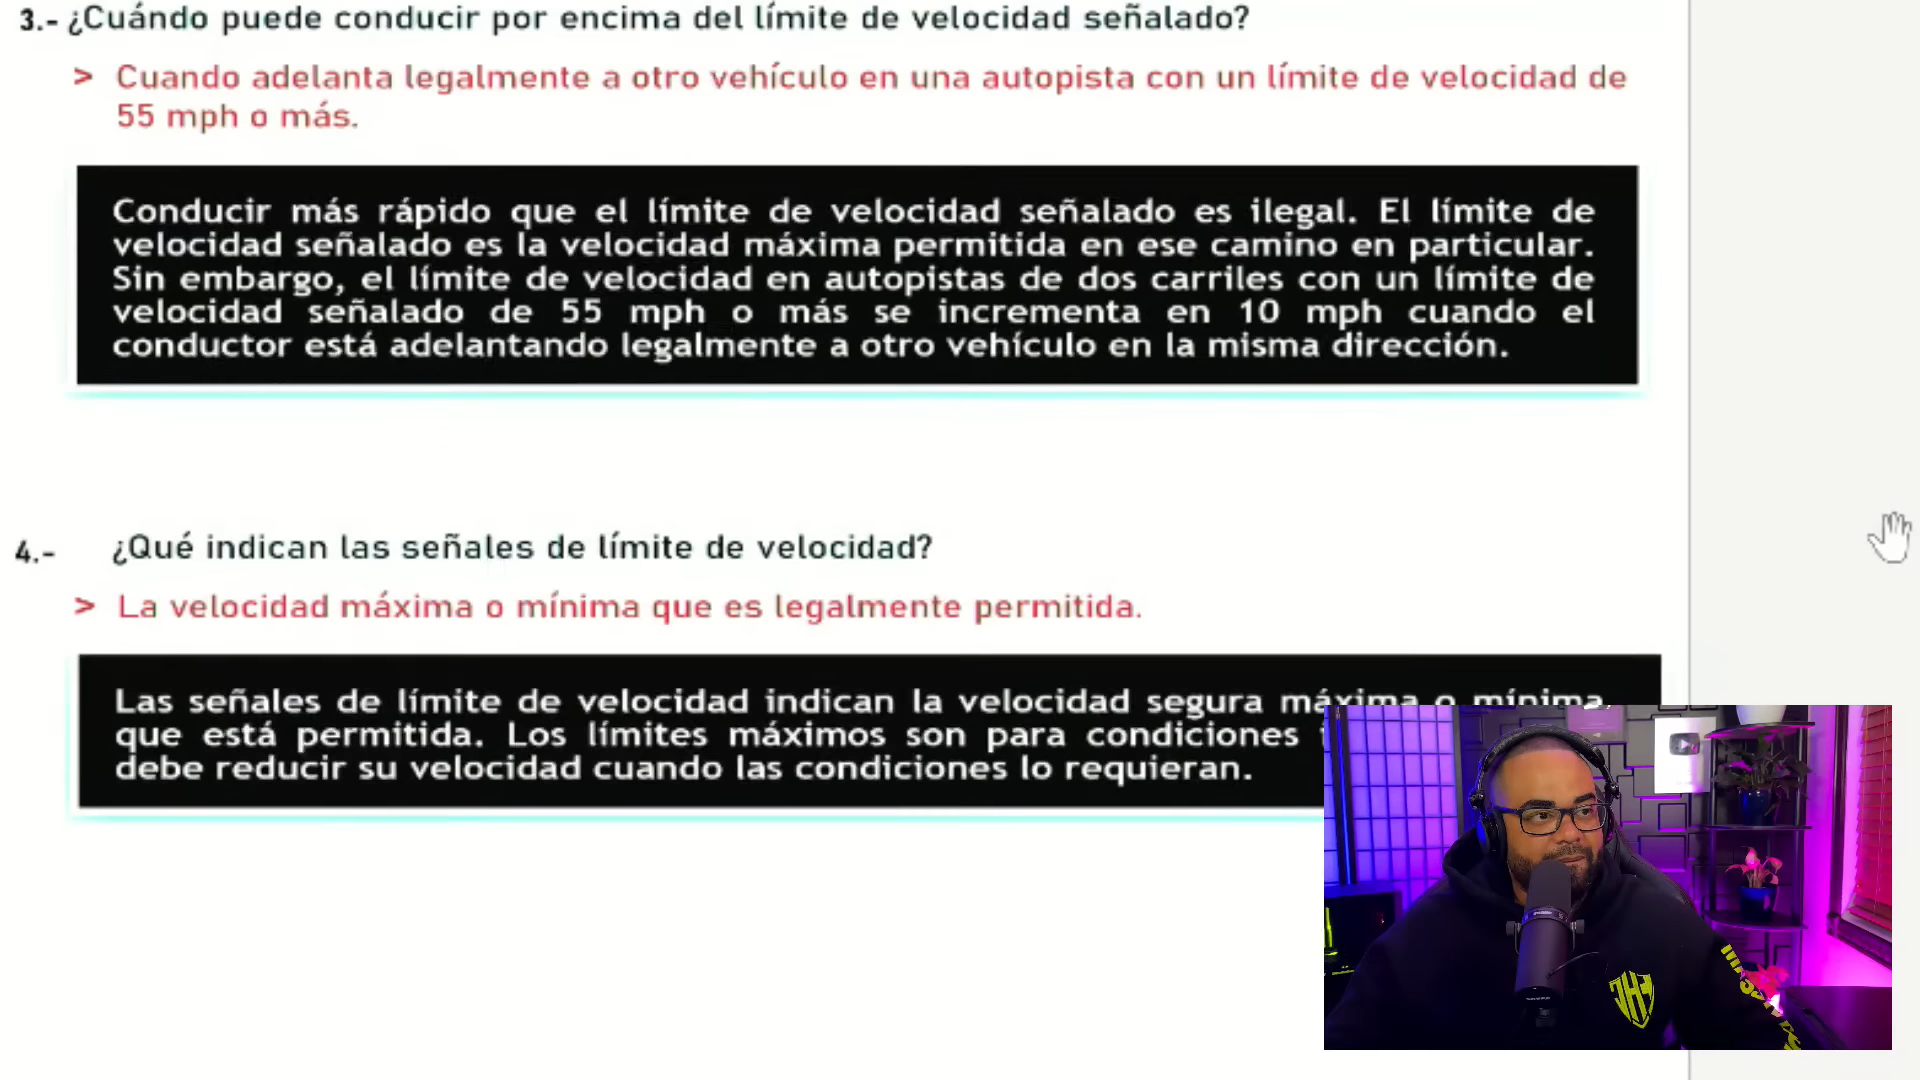 3.- ¿Cuándo puede conducir por encima del límite de velocidad señalado?
> Cuando adelanta legalmente a otro vehículo en una autopista con un límite de velocidad de
55 mph o más.
Conducir más rápido que el límite de velocidad señalado es ilegal. El límite de
velocidad señalado es la velocidad máxima permitida en ese camino en particular.
Sin embargo, el límite de velocidad en autopistas de dos carriles con un límite de
velocidad señalado de 55 mph o más se incrementa en 10 mph cuando el
conductor está adelantando legalmente a otro vehículo en la misma dirección.
4.- ¿Qué indican las señales de límite de velocidad?
> La velocidad máxima o mínima que es legalmente permitida.
Las señales de límite de velocidad indican la velocidad segura máxima o mínima,
que está permitida. Los límites máximos son para condiciones
debe reducir su velocidad cuando las condiciones lo requieran.